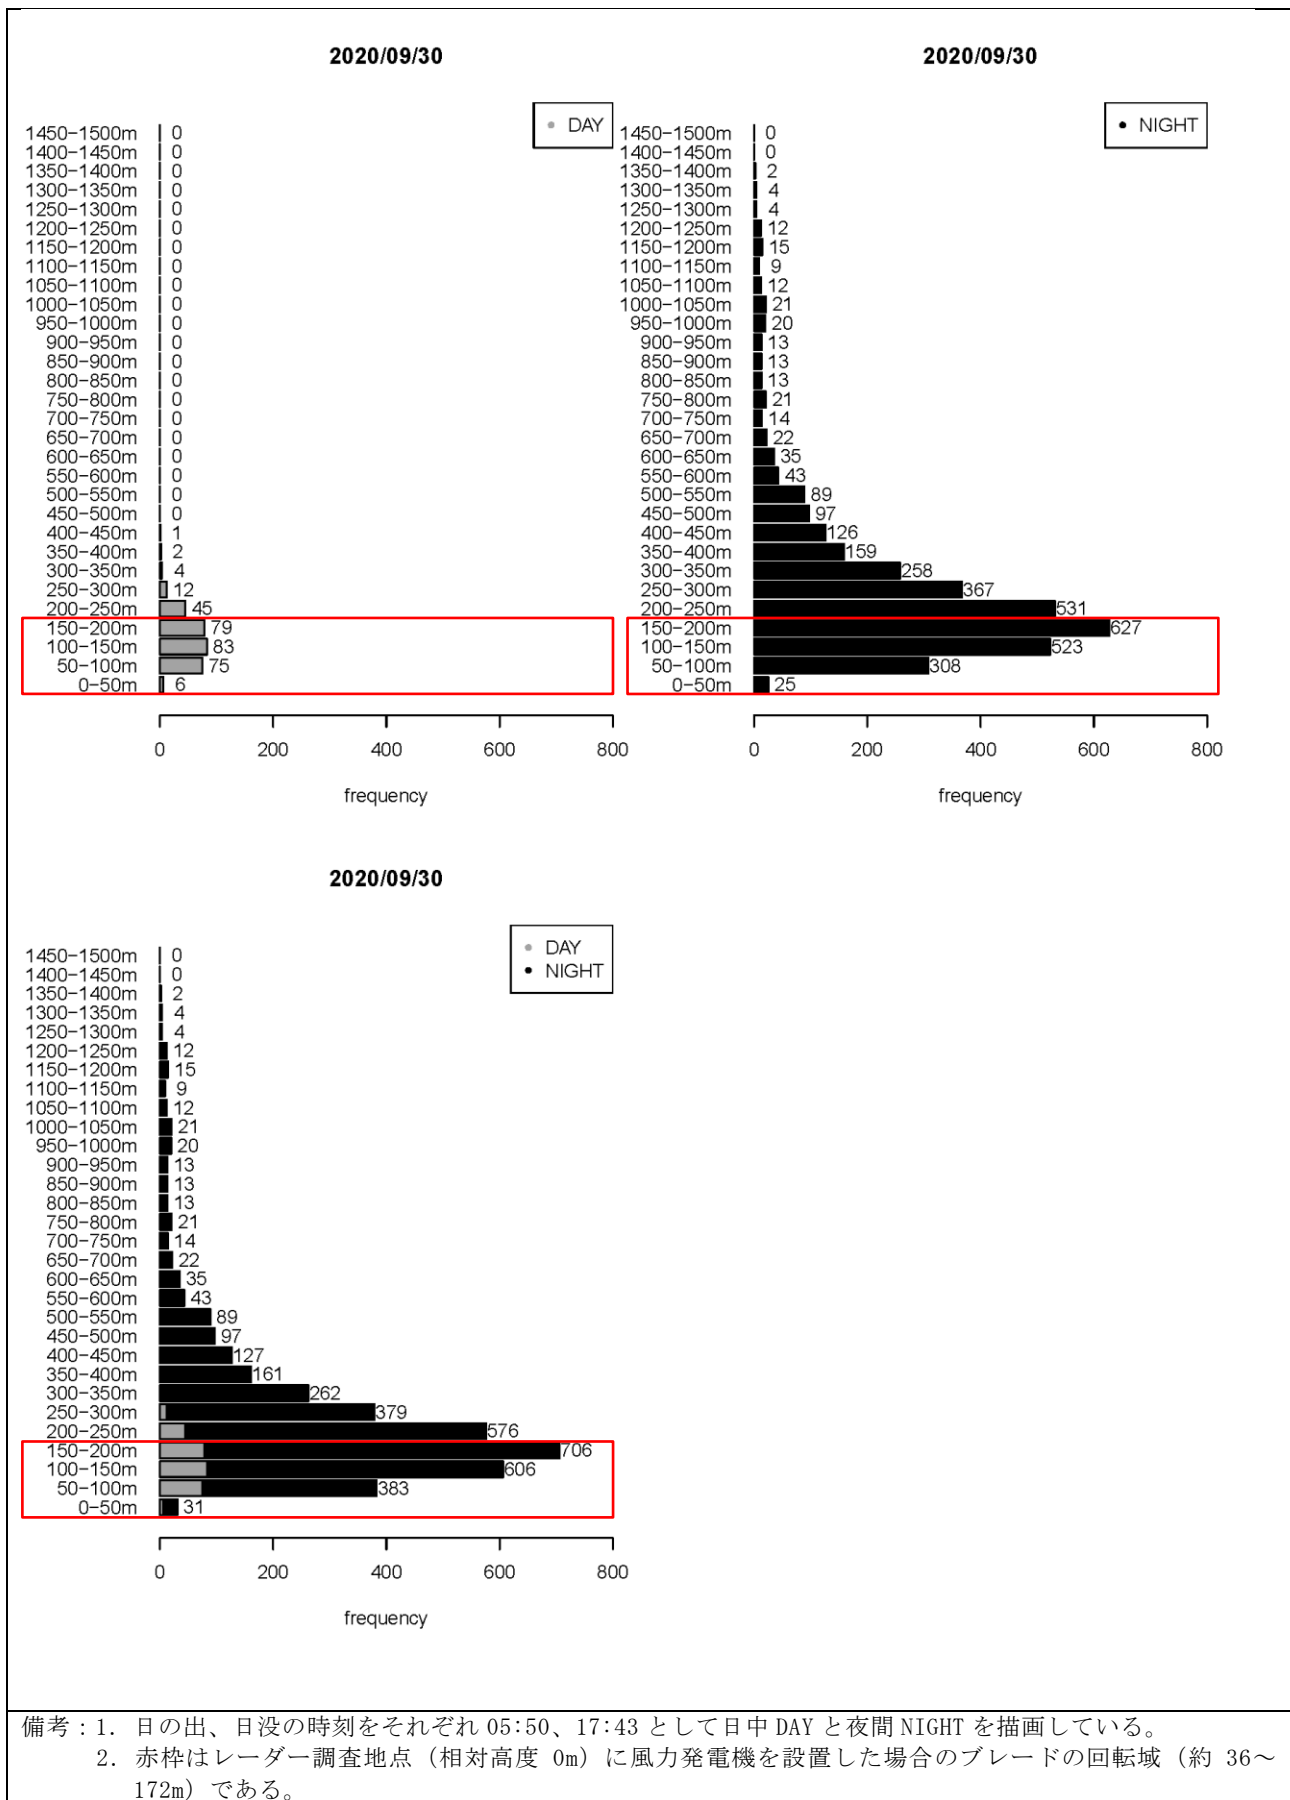 2020/09/30
DAY
1450-1500m 0
1400-1450m 0
1350-1400m 0
1300-1350m 0
1250-1300m 0
1200-1250m 0
1150-1200m 0
1100-1150m 0
1050-1100m 0
1000-1050m 0
950-1000m 0
900-950m 0
850-900m 0
800-850m 0
750-800m 0
700-750m 0
650-700m 0
600-650m 0
550-600m 0
500-550m 0
450-500m 0
400-450m 1
350-400m 2
300-350m 4
250-300m 12
200-250m 45
150-200m 79
100-150m 83
50-100m 75
0-50m 6
0 200 400 600 800
frequency
2020/09/30
NIGHT
1450-1500m 0
1400-1450m 0
1350-1400m 2
1300-1350m 4
1250-1300m 4
1200-1250m 12
1150-1200m 15
1100-1150m 9
1050-1100m 12
1000-1050m 21
950-1000m 20
900-950m 13
850-900m 13
800-850m 13
750-800m 21
700-750m 14
650-700m 22
600-650m 35
550-600m 43
500-550m 89
450-500m 97
400-450m 126
350-400m 159
300-350m 258
250-300m 367
200-250m 531
150-200m 627
100-150m 523
50-100m 308
0-50m 25
0 200 400 600 800
frequency
2020/09/30
DAY
NIGHT
1450-1500m 0
1400-1450m 0
1350-1400m 2
1300-1350m 4
1250-1300m 4
1200-1250m 12
1150-1200m 15
1100-1150m 9
1050-1100m 12
1000-1050m 21
950-1000m 20
900-950m 13
850-900m 13
800-850m 13
750-800m 21
700-750m 14
650-700m 22
600-650m 35
550-600m 43
500-550m 89
450-500m 97
400-450m 127
350-400m 161
300-350m 262
250-300m 379
200-250m 576
150-200m 706
100-150m 606
50-100m 383
0-50m 31
0 200 400 600 800
frequency
備考：1. 日の出、日没の時刻をそれぞれ 05:50、17:43 として日中 DAY と夜間 NIGHT を描画している。
2. 赤枠はレーダー調査地点（相対高度 0m）に風力発電機を設置した場合のブレードの回転域（約 36～
172m）である。